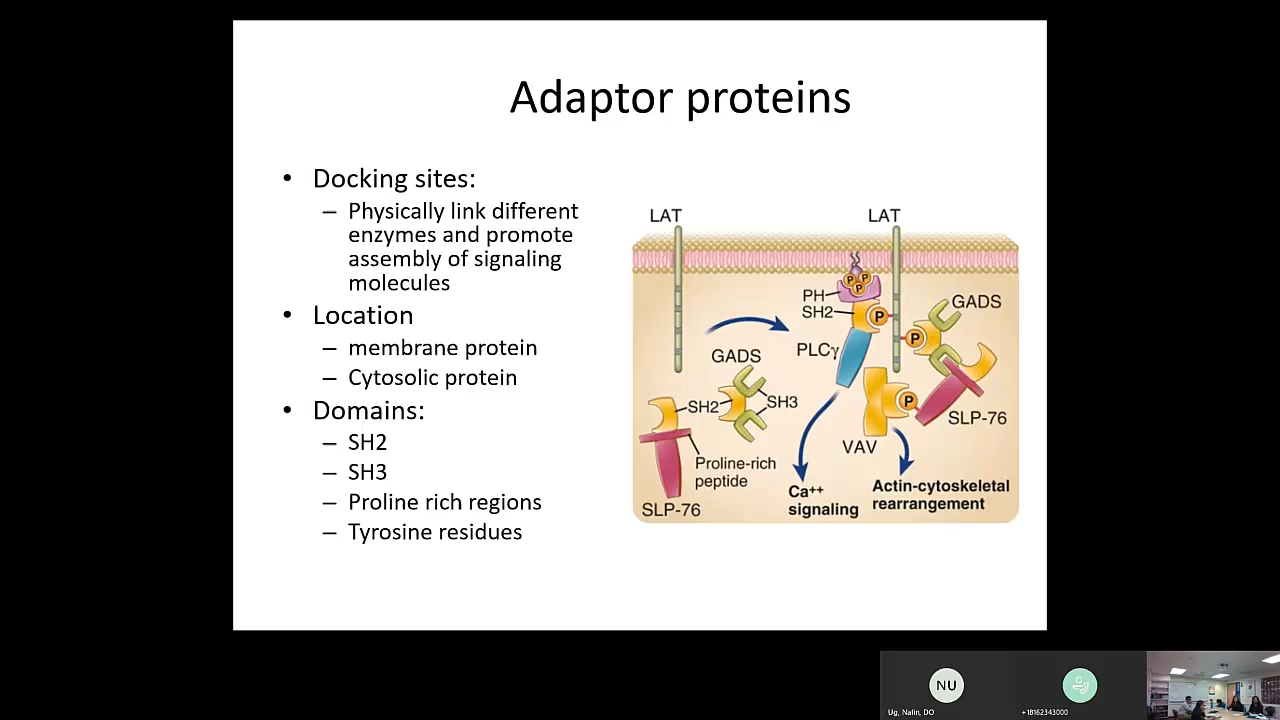 Adaptor proteins
• Docking sites:
– Physically link different
enzymes and promote
assembly of signaling
molecules
• Location
– membrane protein
– Cytosolic protein
• Domains:
– SH2
– SH3
– Proline rich regions
– Tyrosine residues
LAT
LAT
P P
P
PH
SH2
P
GADS
P
PLCγ
GADS
SH2
SH3
P
SLP-76
VAV
Proline-rich
peptide
SLP-76
Ca++
signaling
Actin-cytoskeletal
rearrangement
NU
Ug, Nalin, DO
+18162343000